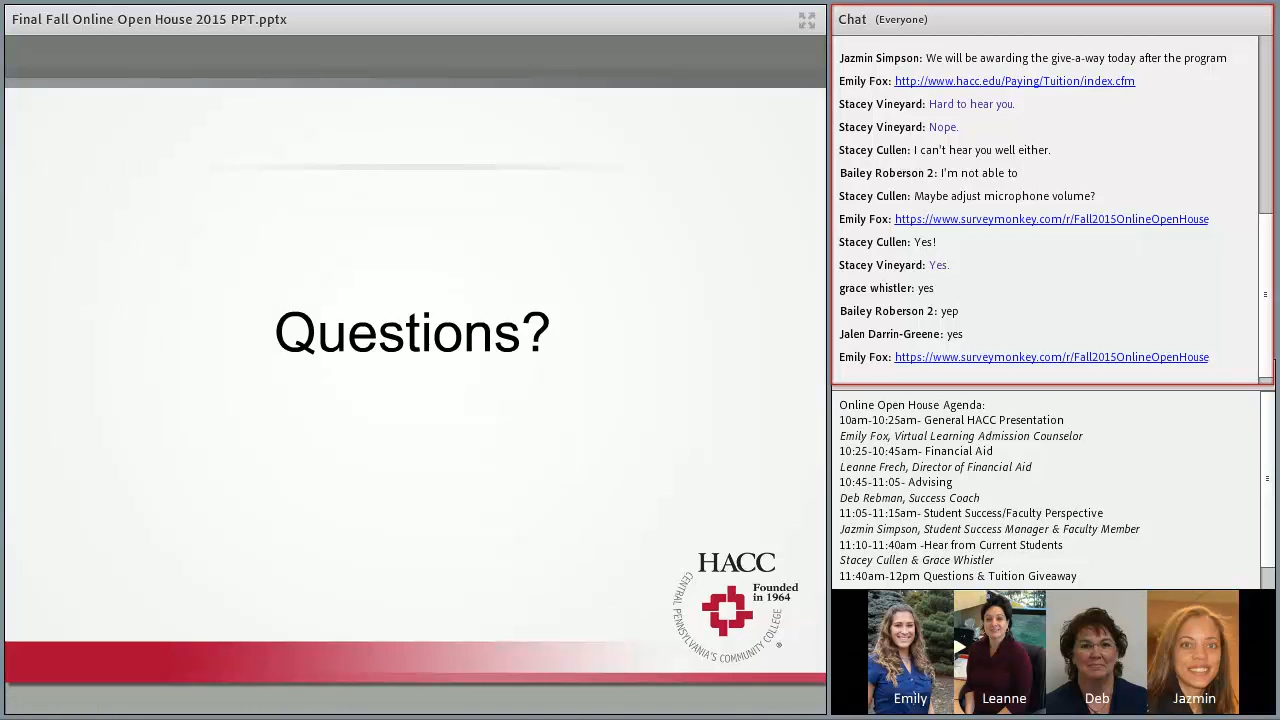 Final Fall Online Open House 2015 PPT.pptx
Questions?
HACC
Founded
in 1964
CENTRAL PENNSYLVANIA'S COMMUNITY COLLEGE
®
Chat (Everyone)
Jazmin Simpson: We will be awarding the give-a-way today after the program
Emily Fox: http://www.hacc.edu/Paying/Tuition/index.cfm
Stacey Vineyard: Hard to hear you.
Stacey Vineyard: Nope.
Stacey Cullen: I can't hear you well either.
Bailey Roberson 2: I'm not able to
Stacey Cullen: Maybe adjust microphone volume?
Emily Fox: https://www.surveymonkey.com/r/Fall2015OnlineOpenHouse
Stacey Cullen: Yes!
Stacey Vineyard: Yes.
grace whistler: yes
Bailey Roberson 2: yep
Jalen Darrin-Greene: yes
Emily Fox: https://www.surveymonkey.com/r/Fall2015OnlineOpenHouse
Online Open House Agenda:
10am-10:25am- General HACC Presentation
Emily Fox, Virtual Learning Admission Counselor
10:25-10:45am- Financial Aid
Leanne Frech, Director of Financial Aid
10:45-11:05- Advising
Deb Rebman, Success Coach
11:05-11:15am- Student Success/Faculty Perspective
Jazmin Simpson, Student Success Manager & Faculty Member
11:10-11:40am -Hear from Current Students
Stacey Cullen & Grace Whistler
11:40am-12pm Questions & Tuition Giveaway
Emily
Leanne
Deb
Jazmin